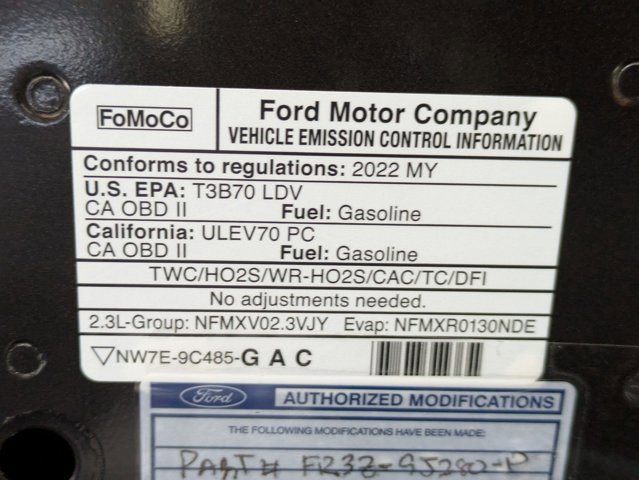 FoMoCo
Ford Motor Company
VEHICLE EMISSION CONTROL INFORMATION
Conforms to regulations: 2022 MY
U.S. EPA: T3B70 LDV
CA OBD II Fuel: Gasoline
California: ULEV70 PC
CA OBD II Fuel: Gasoline
TWC/HO2S/WR-HO2S/CAC/TC/DFI
No adjustments needed.
2.3L-Group: NFMXV02.3VJY Evap: NFMXR0130NDE
NW7E-9C485-G A C
Ford AUTHORIZED MODIFICATIONS
THE FOLLOWING MODIFICATIONS HAVE BEEN MADE:
PART# FR3Z-9J280-P